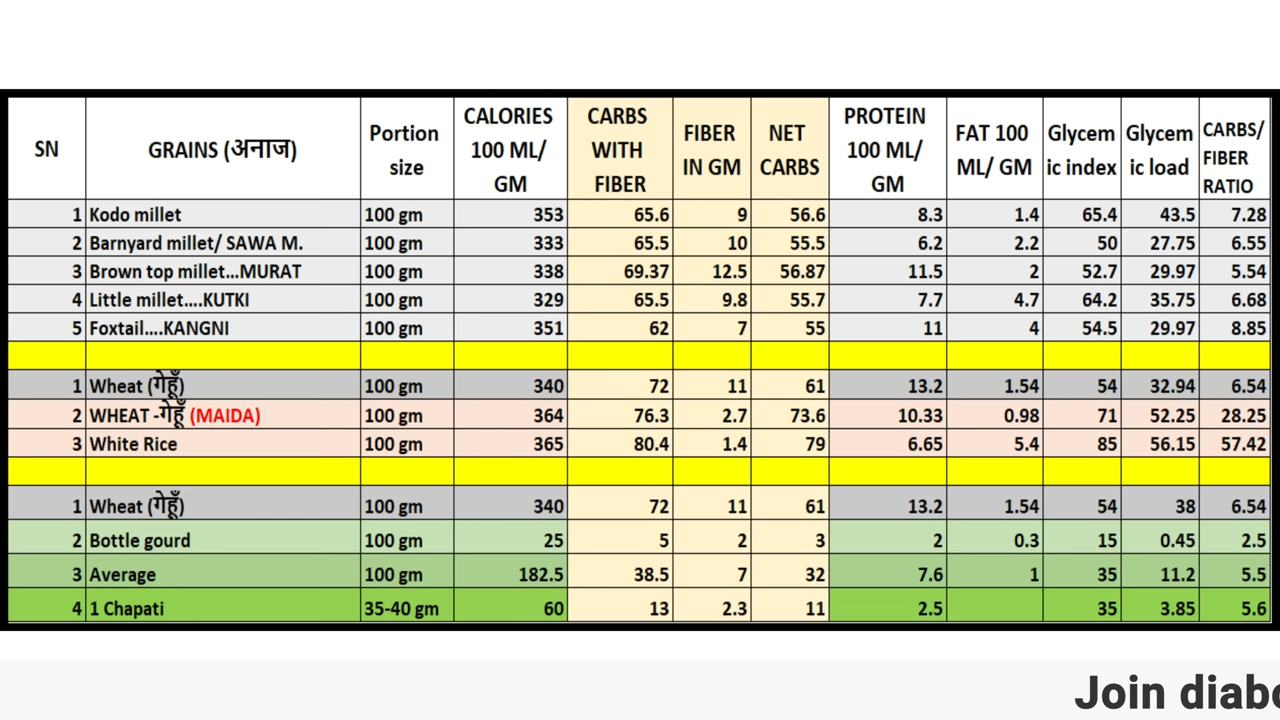 SN GRAINS (अनाज) Portion size CALORIES 100 ML/ GM CARBS WITH FIBER FIBER IN GM NET CARBS PROTEIN 100 ML/ GM FAT 100 ML/ GM Glycem ic index Glycem ic load CARBS/ FIBER RATIO
1 Kodo millet 100 gm 353 65.6 9 56.6 8.3 1.4 65.4 43.5 7.28
2 Barnyard millet/ SAWA M. 100 gm 333 65.5 10 55.5 6.2 2.2 50 27.75 6.55
3 Brown top millet...MURAT 100 gm 338 69.37 12.5 56.87 11.5 2 52.7 29.97 5.54
4 Little millet....KUTKI 100 gm 329 65.5 9.8 55.7 7.7 4.7 64.2 35.75 6.68
5 Foxtail....KANGNI 100 gm 351 62 7 55 11 4 54.5 29.97 8.85
1 Wheat (गेहूँ) 100 gm 340 72 11 61 13.2 1.54 54 32.94 6.54
2 WHEAT -गेहूँ (MAIDA) 100 gm 364 76.3 2.7 73.6 10.33 0.98 71 52.25 28.25
3 White Rice 100 gm 365 80.4 1.4 79 6.65 5.4 85 56.15 57.42
1 Wheat (गेहूँ) 100 gm 340 72 11 61 13.2 1.54 54 38 6.54
2 Bottle gourd 100 gm 25 5 2 3 2 0.3 15 0.45 2.5
3 Average 100 gm 182.5 38.5 7 32 7.6 1 35 11.2 5.5
4 1 Chapati 35-40 gm 60 13 2.3 11 2.5 35 3.85 5.6
Join diab